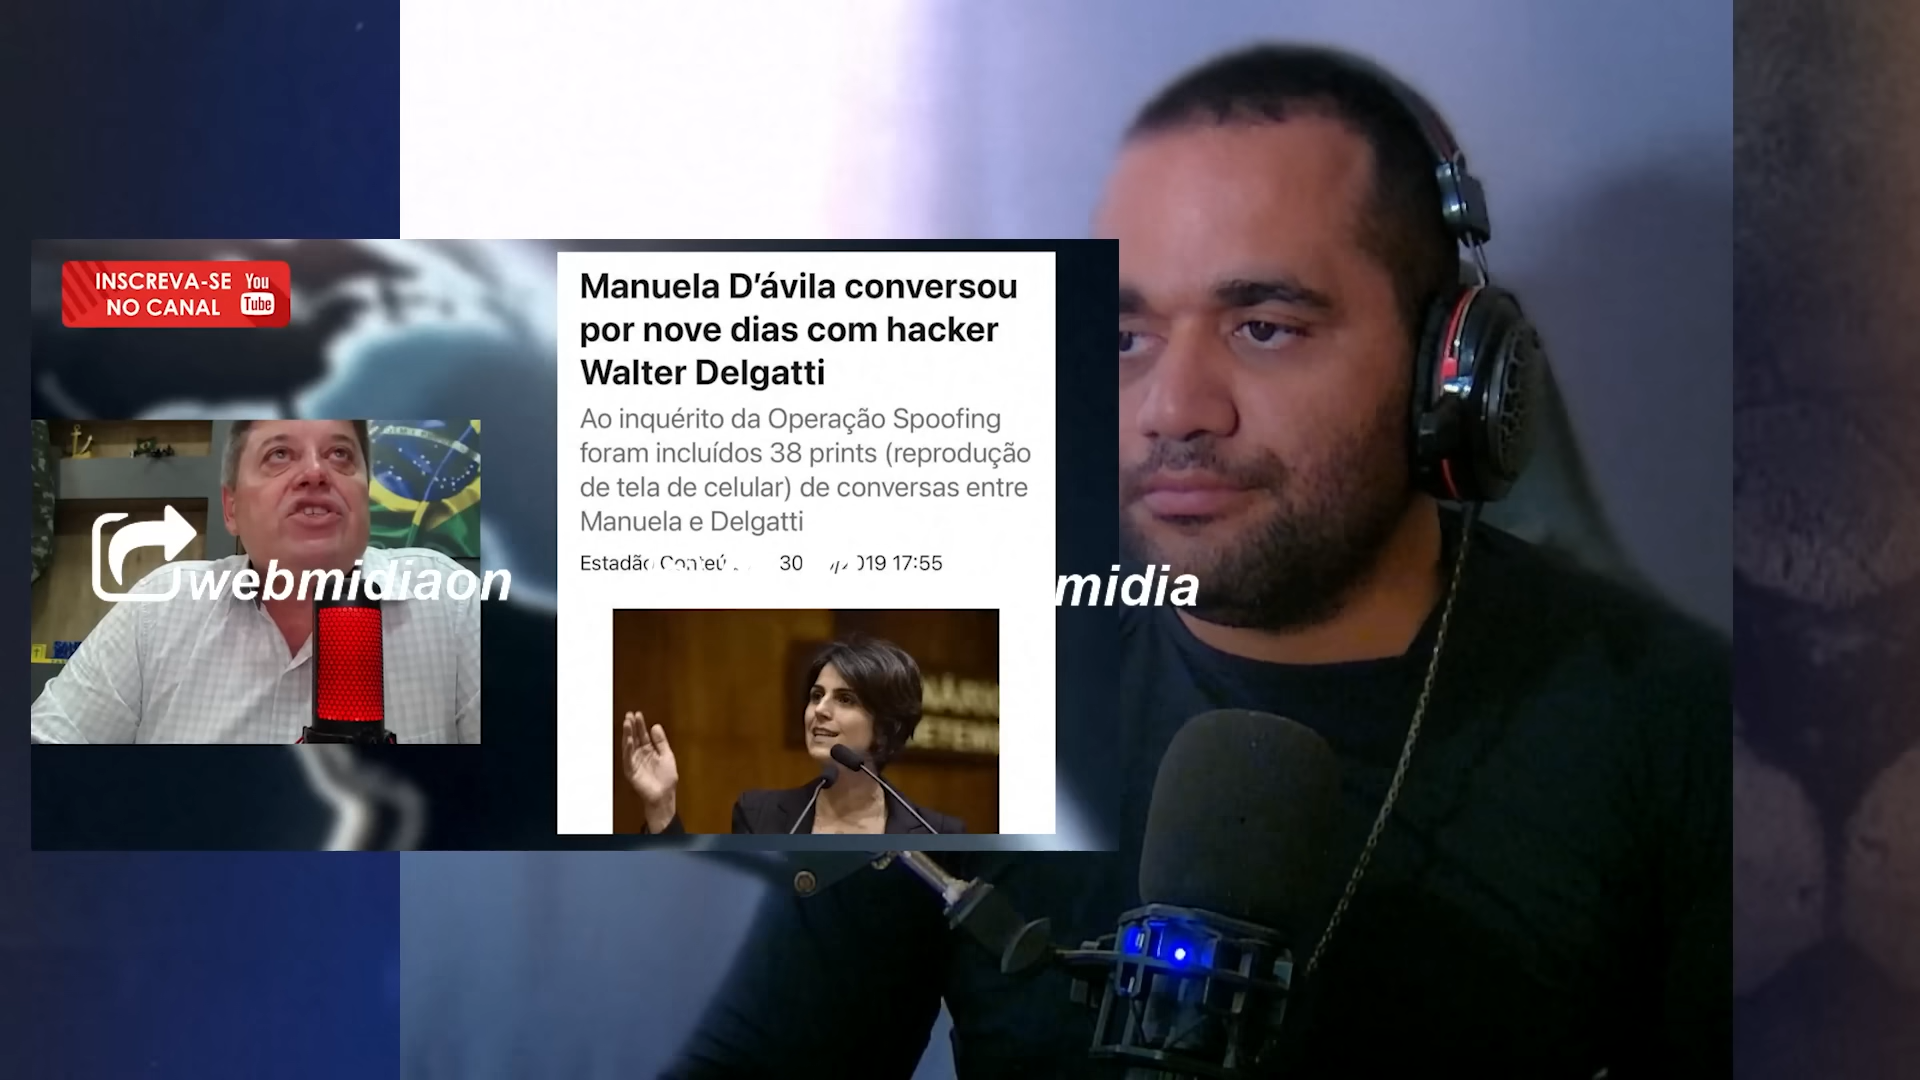 INSCREVA-SE
NO CANAL
You
Tube
Manuela D'ávila conversou
por nove dias com hacker
Walter Delgatti
Ao inquérito da Operação Spoofing
foram incluídos 38 prints (reprodução
de tela de celular) de conversas entre
Manuela e Delgatti
Estadão 30 019 17:55
webmidiaon
midia